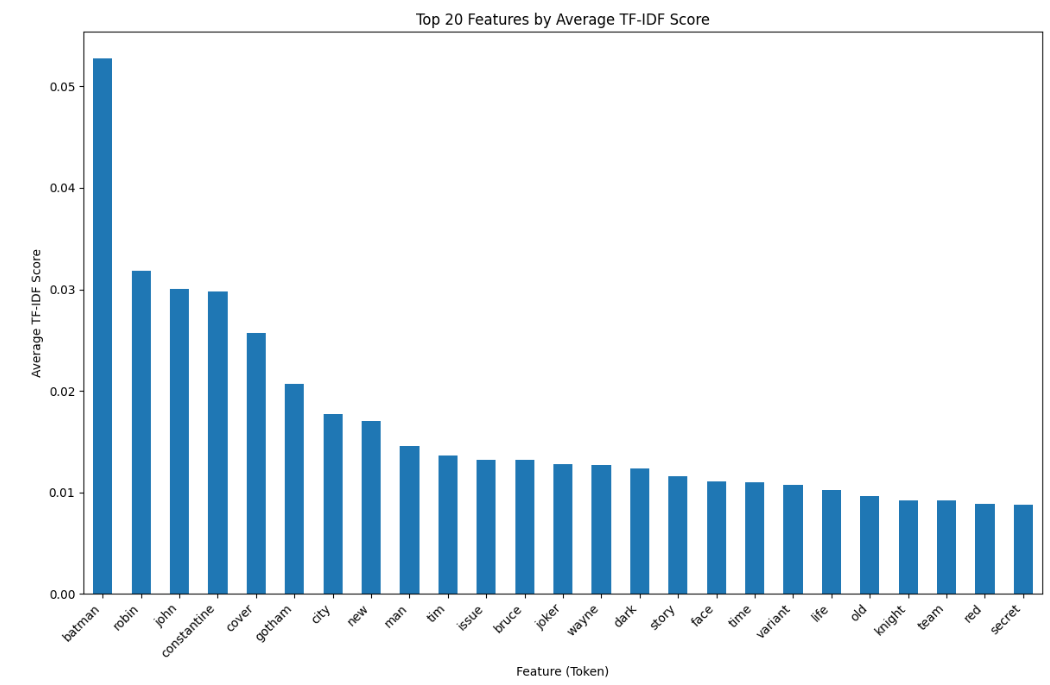 Top 20 Features by Average TF-IDF Score
Average TF-IDF Score
0.05
0.04
0.03
0.02
0.01
0.00
batman
robin
john
constantine
cover
gotham
city
new
man
tim
issue
bruce
joker
wayne
dark
story
face
time
variant
life
old
knight
team
red
secret
Feature (Token)